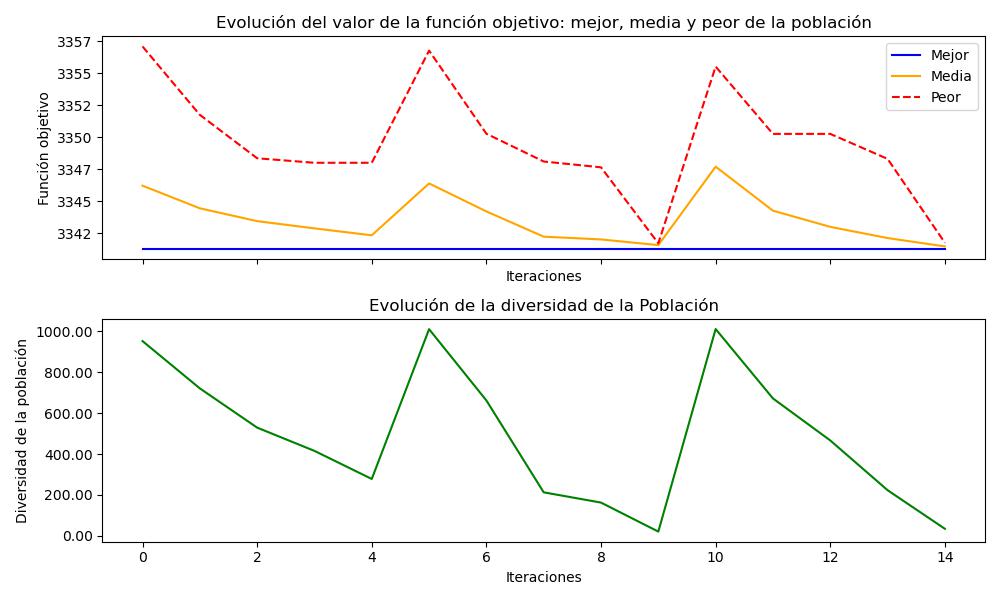 Evolución del valor de la función objetivo: mejor, media y peor de la población
3357
3355
3352
3350
3347
3345
3342
Función objetivo
Mejor
Media
Peor
Iteraciones
Evolución de la diversidad de la Población
1000.00
800.00
600.00
400.00
200.00
0.00
Diversidad de la población
0 2 4 6 8 10 12 14
Iteraciones